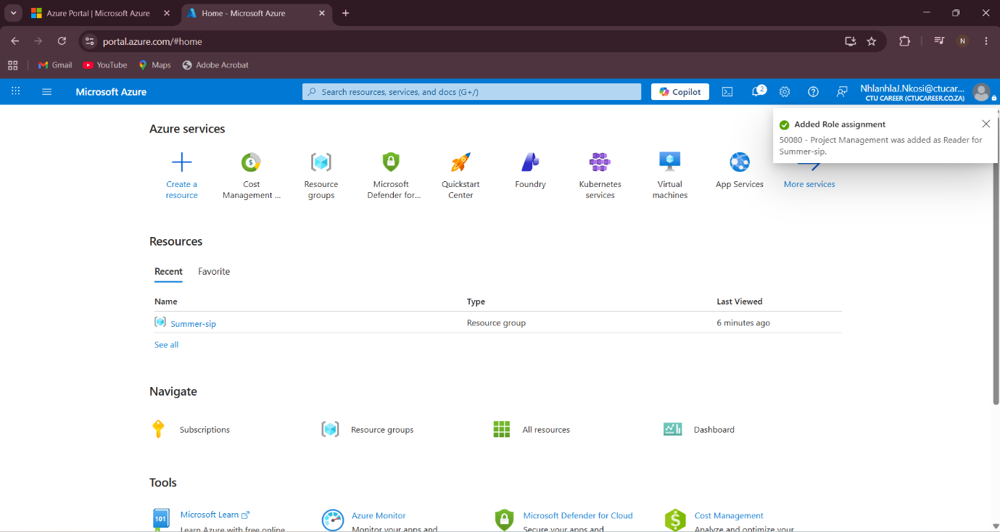 Azure Portal | Microsoft Azure
Home - Microsoft Azure
portal.azure.com/#home
N
Gmail
YouTube
Maps
Adobe Acrobat
Microsoft Azure
Search resources, services, and docs (G+/)
Copilot
2
NhlanhlaJ.Nkosi@ctucar...
CTU CAREER (CTUCAREER.CO.ZA)
Added Role assignment
50080 - Project Management was added as Reader for
Summer-sip.
Azure services
Create a
resource
Cost
Management ...
Resource
groups
Microsoft
Defender for...
Quickstart
Center
Foundry
Kubernetes
services
Virtual
machines
App Services
More services
Resources
Recent
Favorite
Name
Type
Last Viewed
Summer-sip
Resource group
6 minutes ago
See all
Navigate
Subscriptions
Resource groups
All resources
Dashboard
Tools
101
Microsoft Learn
Learn Azure with free online
Azure Monitor
Monitor your apps and
Microsoft Defender for Cloud
Secure your apps and
Cost Management
Analyze and optimize your